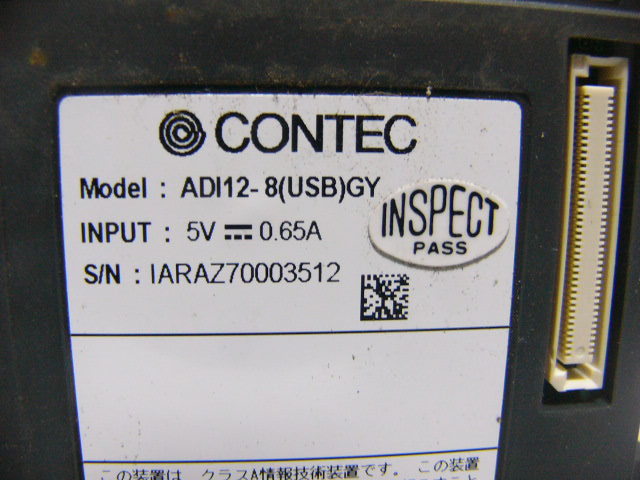 CONTEC
Model : ADI12-8(USB)GY
INPUT : 5V ⎓ 0.65A
INSPECT
PASS
S/N : IARAZ70003512
この装置は、クラスA情報技術装置です。この装置